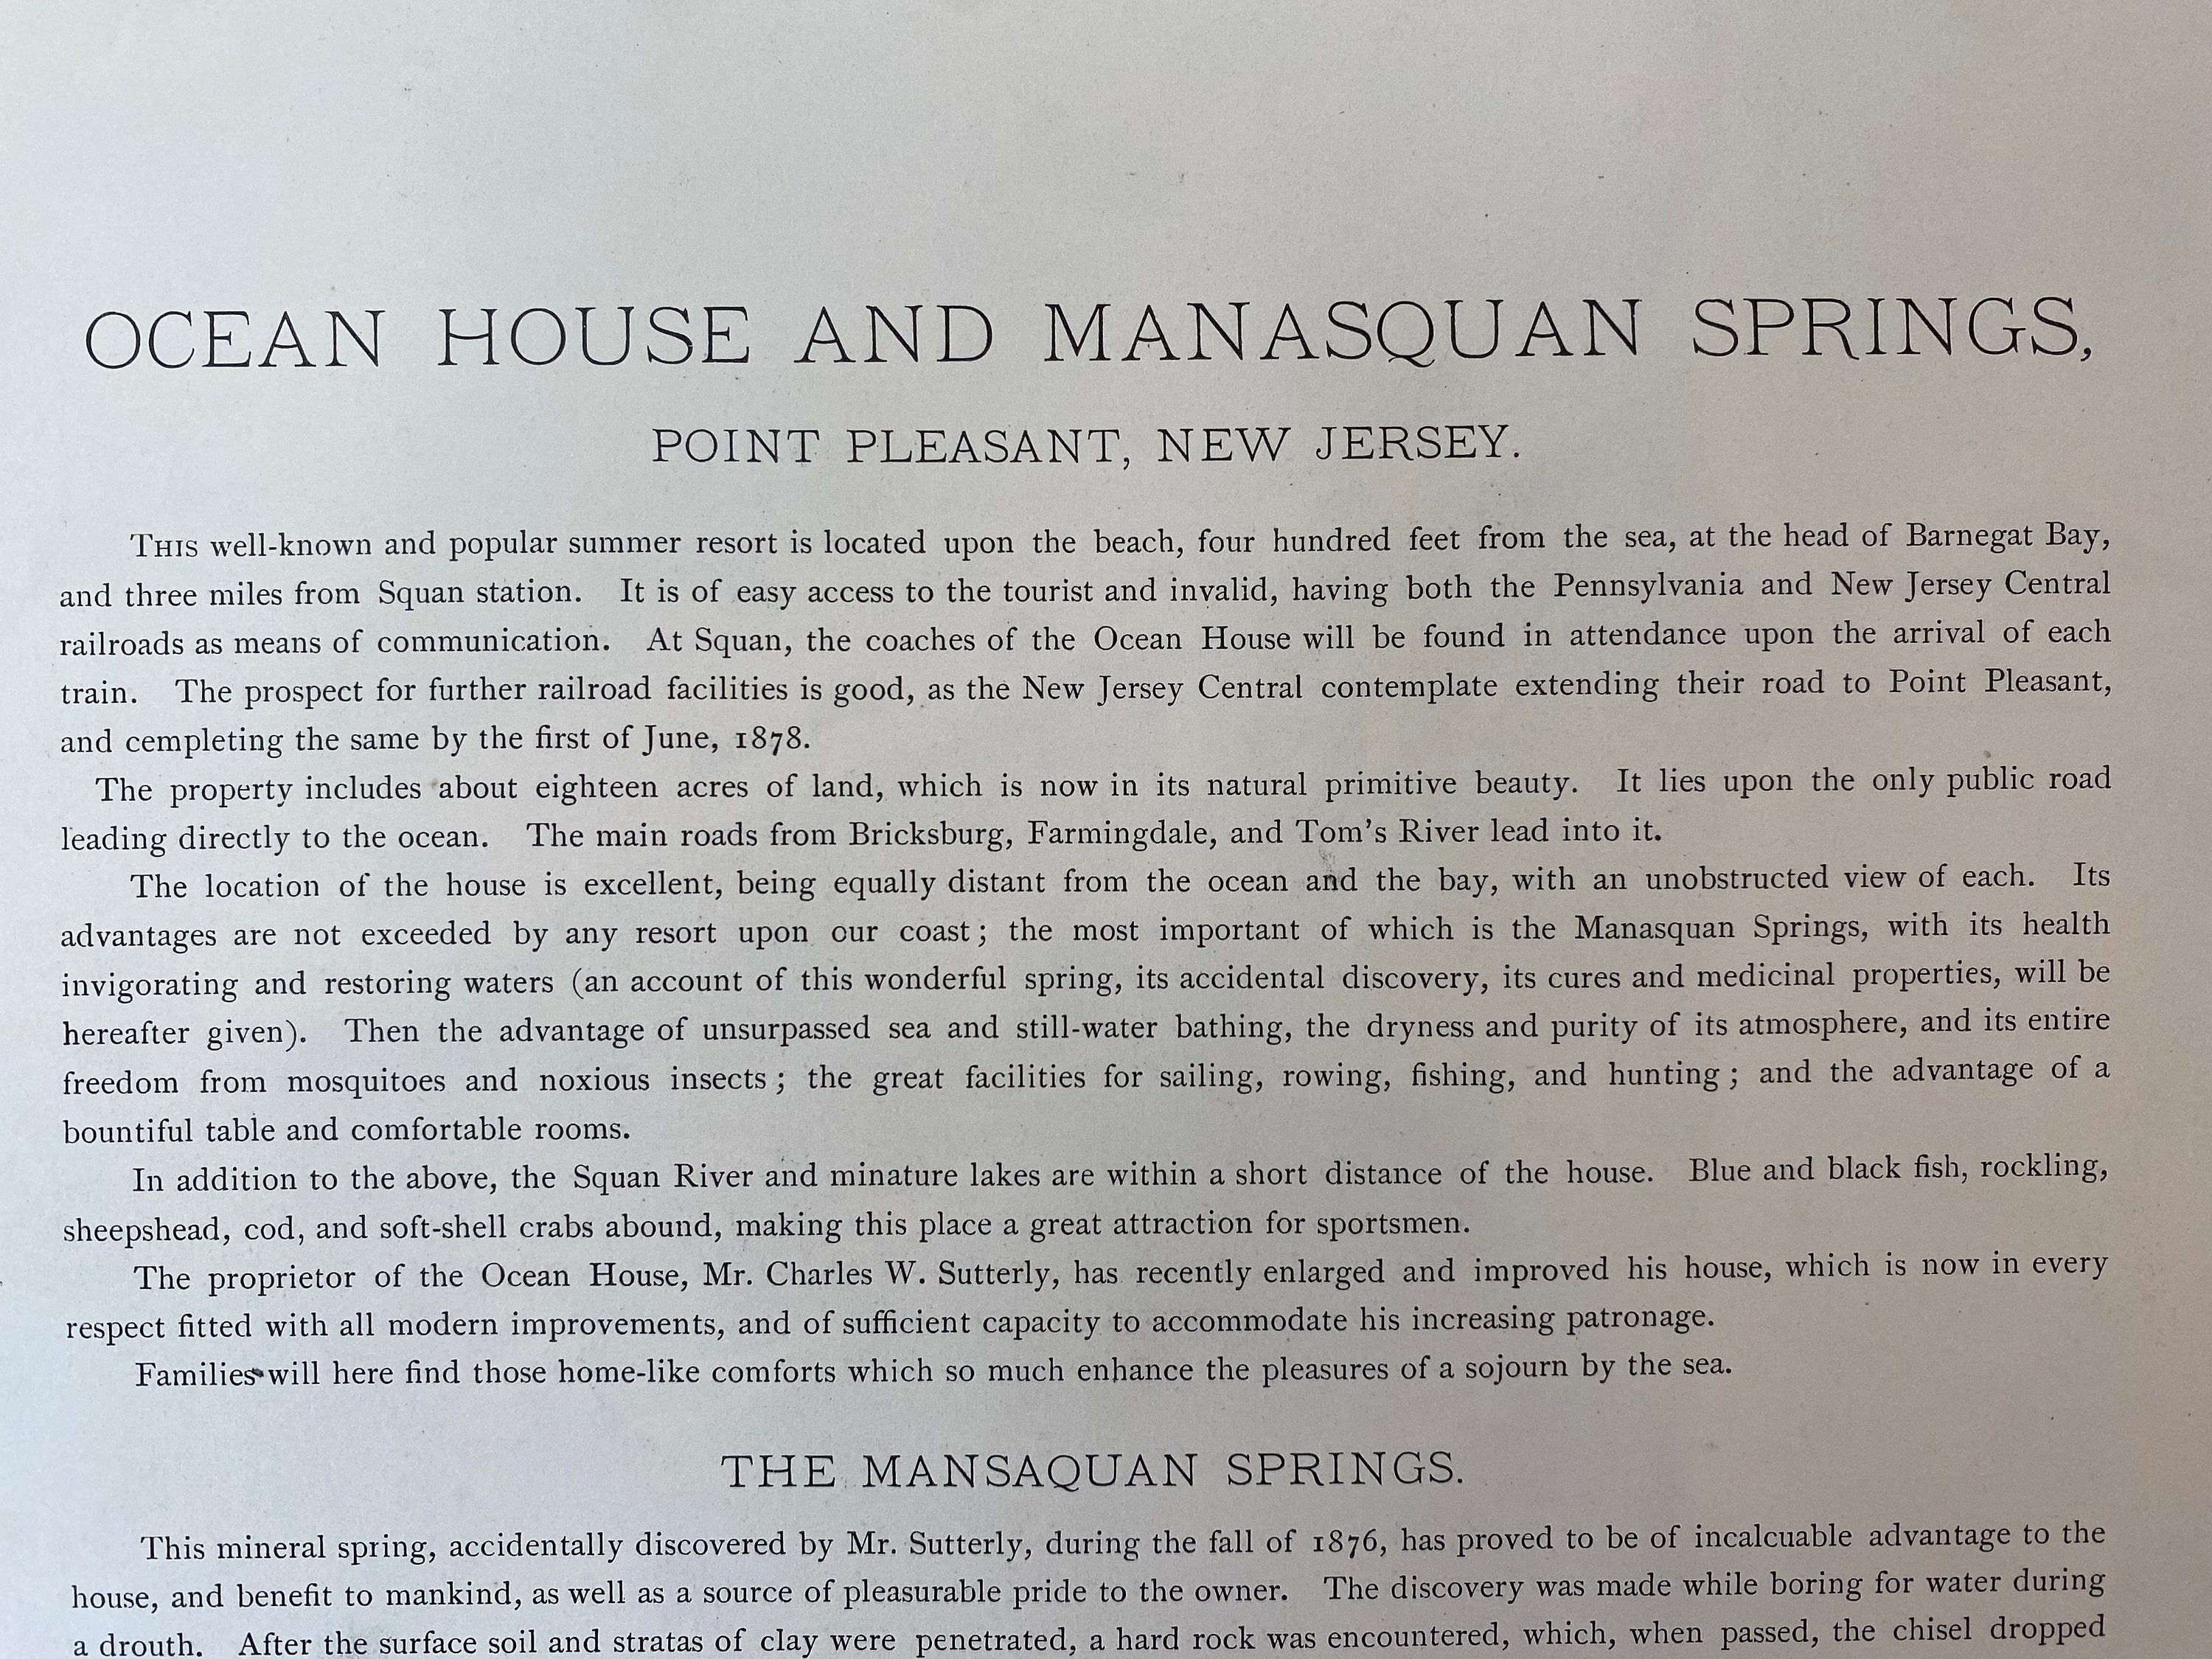 OCEAN HOUSE AND MANASQUAN SPRINGS,
POINT PLEASANT, NEW JERSEY.
THIS well-known and popular summer resort is located upon the beach, four hundred feet from the sea, at the head of Barnegat Bay,
and three miles from Squan station. It is of easy access to the tourist and invalid, having both the Pennsylvania and New Jersey Central
railroads as means of communication. At Squan, the coaches of the Ocean House will be found in attendance upon the arrival of each
train. The prospect for further railroad facilities is good, as the New Jersey Central contemplate extending their road to Point Pleasant,
and cempleting the same by the first of June, 1878.
The property includes about eighteen acres of land, which is now in its natural primitive beauty. It lies upon the only public road
leading directly to the ocean. The main roads from Bricksburg, Farmingdale, and Tom's River lead into it.
The location of the house is excellent, being equally distant from the ocean and the bay, with an unobstructed view of each. Its
advantages are not exceeded by any resort upon our coast; the most important of which is the Manasquan Springs, with its health
invigorating and restoring waters (an account of this wonderful spring, its accidental discovery, its cures and medicinal properties, will be
hereafter given). Then the advantage of unsurpassed sea and still-water bathing, the dryness and purity of its atmosphere, and its entire
freedom from mosquitoes and noxious insects; the great facilities for sailing, rowing, fishing, and hunting; and the advantage of a
bountiful table and comfortable rooms.
In addition to the above, the Squan River and minature lakes are within a short distance of the house. Blue and black fish, rockling,
sheepshead, cod, and soft-shell crabs abound, making this place a great attraction for sportsmen.
The proprietor of the Ocean House, Mr. Charles W. Sutterly, has recently enlarged and improved his house, which is now in every
respect fitted with all modern improvements, and of sufficient capacity to accommodate his increasing patronage.
Families will here find those home-like comforts which so much enhance the pleasures of a sojourn by the sea.
THE MANSAQUAN SPRINGS.
This mineral spring, accidentally discovered by Mr. Sutterly, during the fall of 1876, has proved to be of incalcuable advantage to the
house, and benefit to mankind, as well as a source of pleasurable pride to the owner. The discovery was made while boring for water during
a drouth. After the surface soil and stratas of clay were penetrated, a hard rock was encountered, which, when passed, the chisel dropped